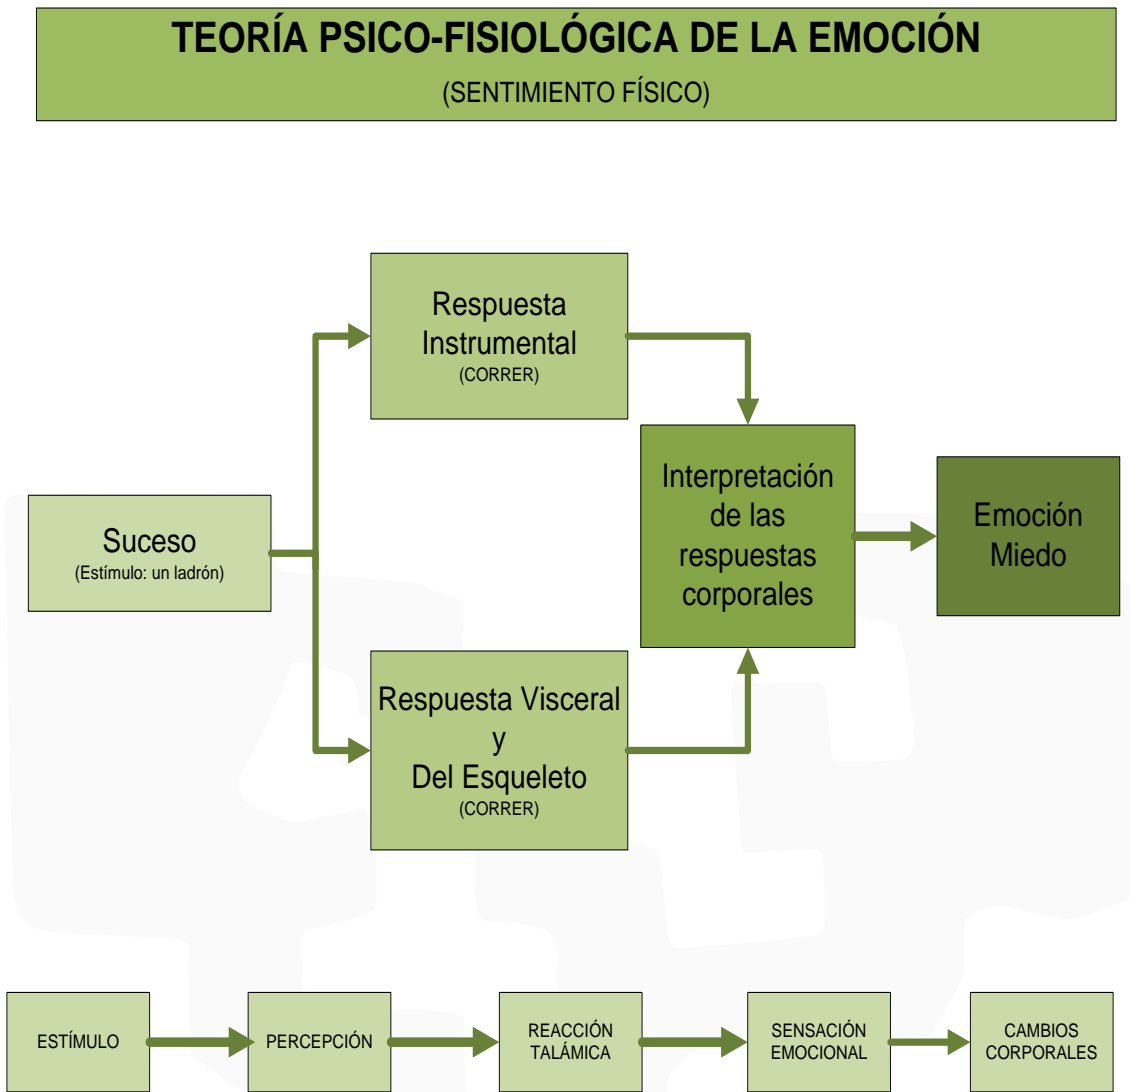 TEORÍA PSICO-FISIOLÓGICA DE LA EMOCIÓN
(SENTIMIENTO FÍSICO)
Respuesta
Instrumental
(CORRER)
Suceso
(Estímulo: un ladrón)
Interpretación
de las
respuestas
corporales
Emoción
Miedo
Respuesta Visceral
y
Del Esqueleto
(CORRER)
ESTÍMULO
PERCEPCIÓN
REACCIÓN
TALÁMICA
SENSACIÓN
EMOCIONAL
CAMBIOS
CORPORALES